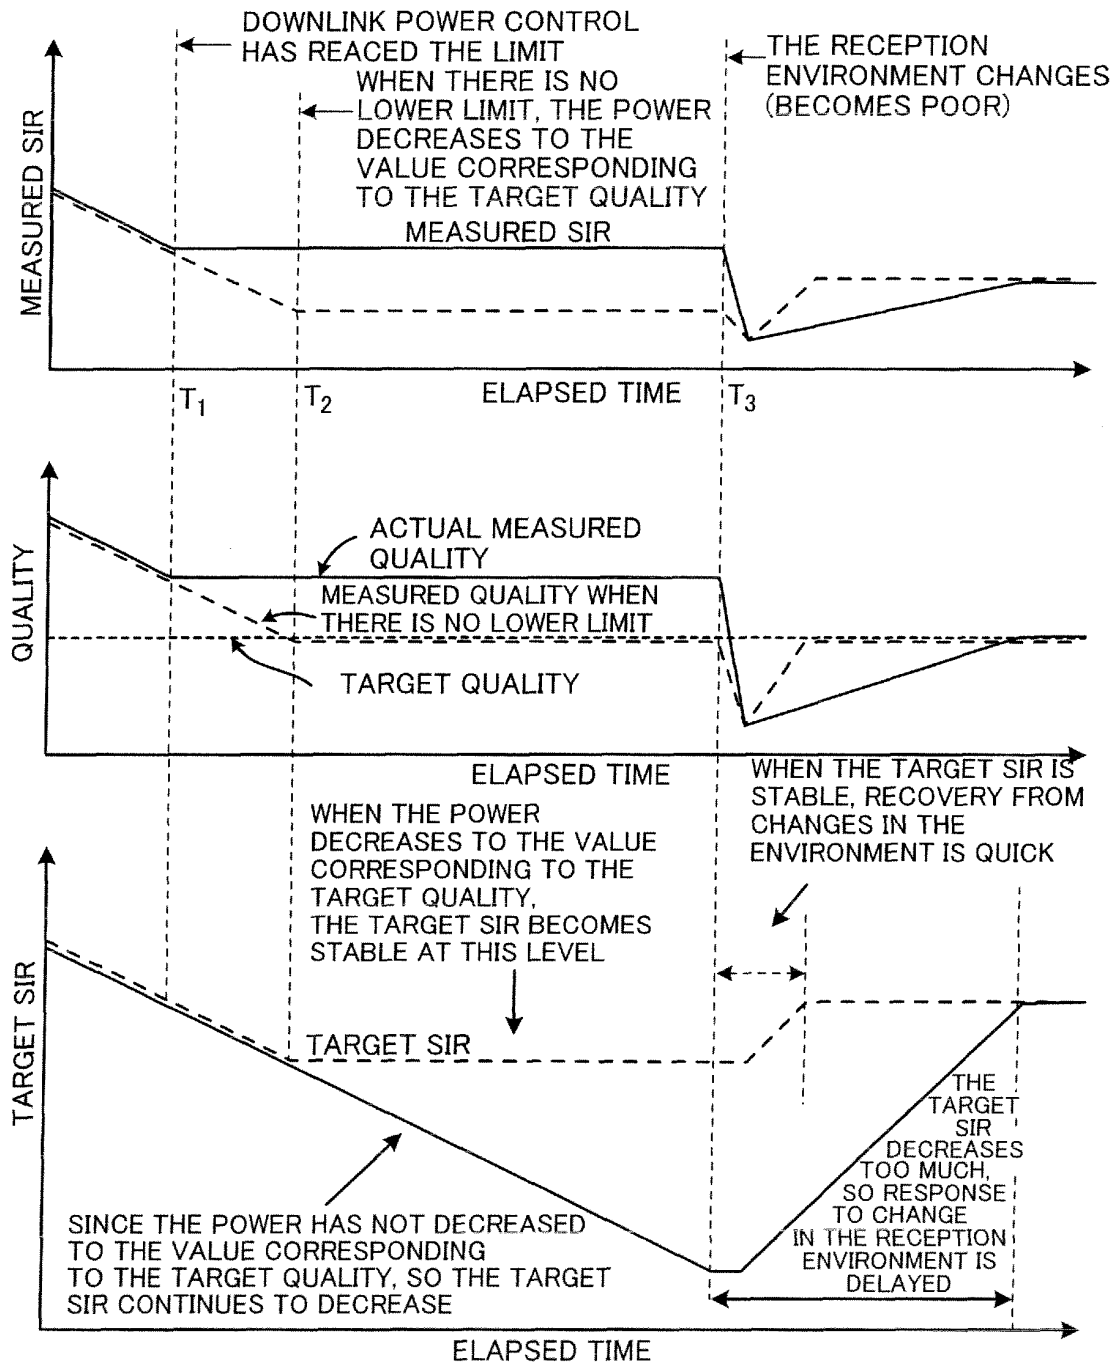 DOWNLINK POWER CONTROL
HAS REACED THE LIMIT
WHEN THERE IS NO
LOWER LIMIT, THE POWER
DECREASES TO THE
VALUE CORRESPONDING
TO THE TARGET QUALITY
THE RECEPTION
ENVIRONMENT CHANGES
(BECOMES POOR)
MEASURED SIR
MEASURED SIR
T1
T2
ELAPSED TIME
T3
QUALITY
ACTUAL MEASURED
QUALITY
MEASURED QUALITY WHEN
THERE IS NO LOWER LIMIT
TARGET QUALITY
ELAPSED TIME
WHEN THE TARGET SIR IS
STABLE, RECOVERY FROM
CHANGES IN THE
ENVIRONMENT IS QUICK
WHEN THE POWER
DECREASES TO THE VALUE
CORRESPONDING TO THE
TARGET QUALITY,
THE TARGET SIR BECOMES
STABLE AT THIS LEVEL
TARGET SIR
TARGET SIR
THE
TARGET
SIR
DECREASES
TOO MUCH,
SO RESPONSE
TO CHANGE
IN THE RECEPTION
ENVIRONMENT IS
DELAYED
SINCE THE POWER HAS NOT DECREASED
TO THE VALUE CORRESPONDING
TO THE TARGET QUALITY, SO THE TARGET
SIR CONTINUES TO DECREASE
ELAPSED TIME